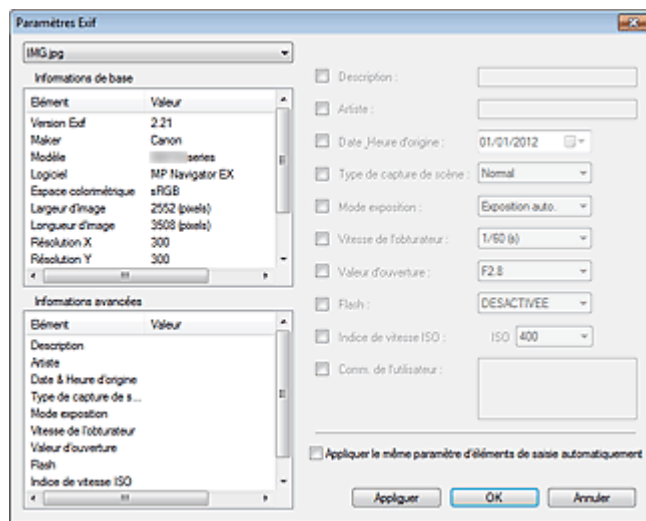 Paramètres Exif
IMG.jpg
Informations de base
Elément Valeur
Version Exif 2.21
Maker Canon
Modèle series
Logiciel MP Navigator EX
Espace colorimétrique sRGB
Largeur d'image 2552 (pixels)
Longueur d'image 3508 (pixels)
Résolution X 300
Résolution Y 300
Informations avancées
Elément Valeur
Description
Artiste
Date & Heure d'origine
Type de capture de s...
Mode exposition
Vitesse de l'obturateur
Valeur d'ouverture
Flash
Indice de vitesse ISO
Description :
Artiste :
Date_Heure d'origine : 01/01/2012
Type de capture de scène : Normal
Mode exposition : Exposition auto.
Vitesse de l'obturateur : 1/60 (s)
Valeur d'ouverture : F2.8
Flash : DESACTIVEE
Indice de vitesse ISO : ISO 400
Comm. de l'utilisateur :
Appliquer le même paramètre d'éléments de saisie automatiquement
Appliquer OK Annuler